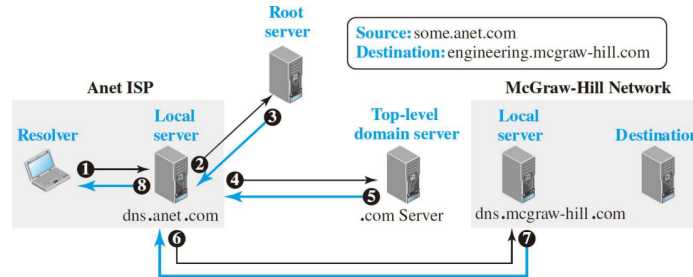 Root
server
Source: some.anet.com
Destination: engineering.mcgraw-hill.com
Anet ISP
McGraw-Hill Network
Resolver
Local
server
Top-level
domain server
Local
server
Destination
1
2
3
4
5
8
dns.anet.com
.com Server
dns.mcgraw-hill.com
6
7